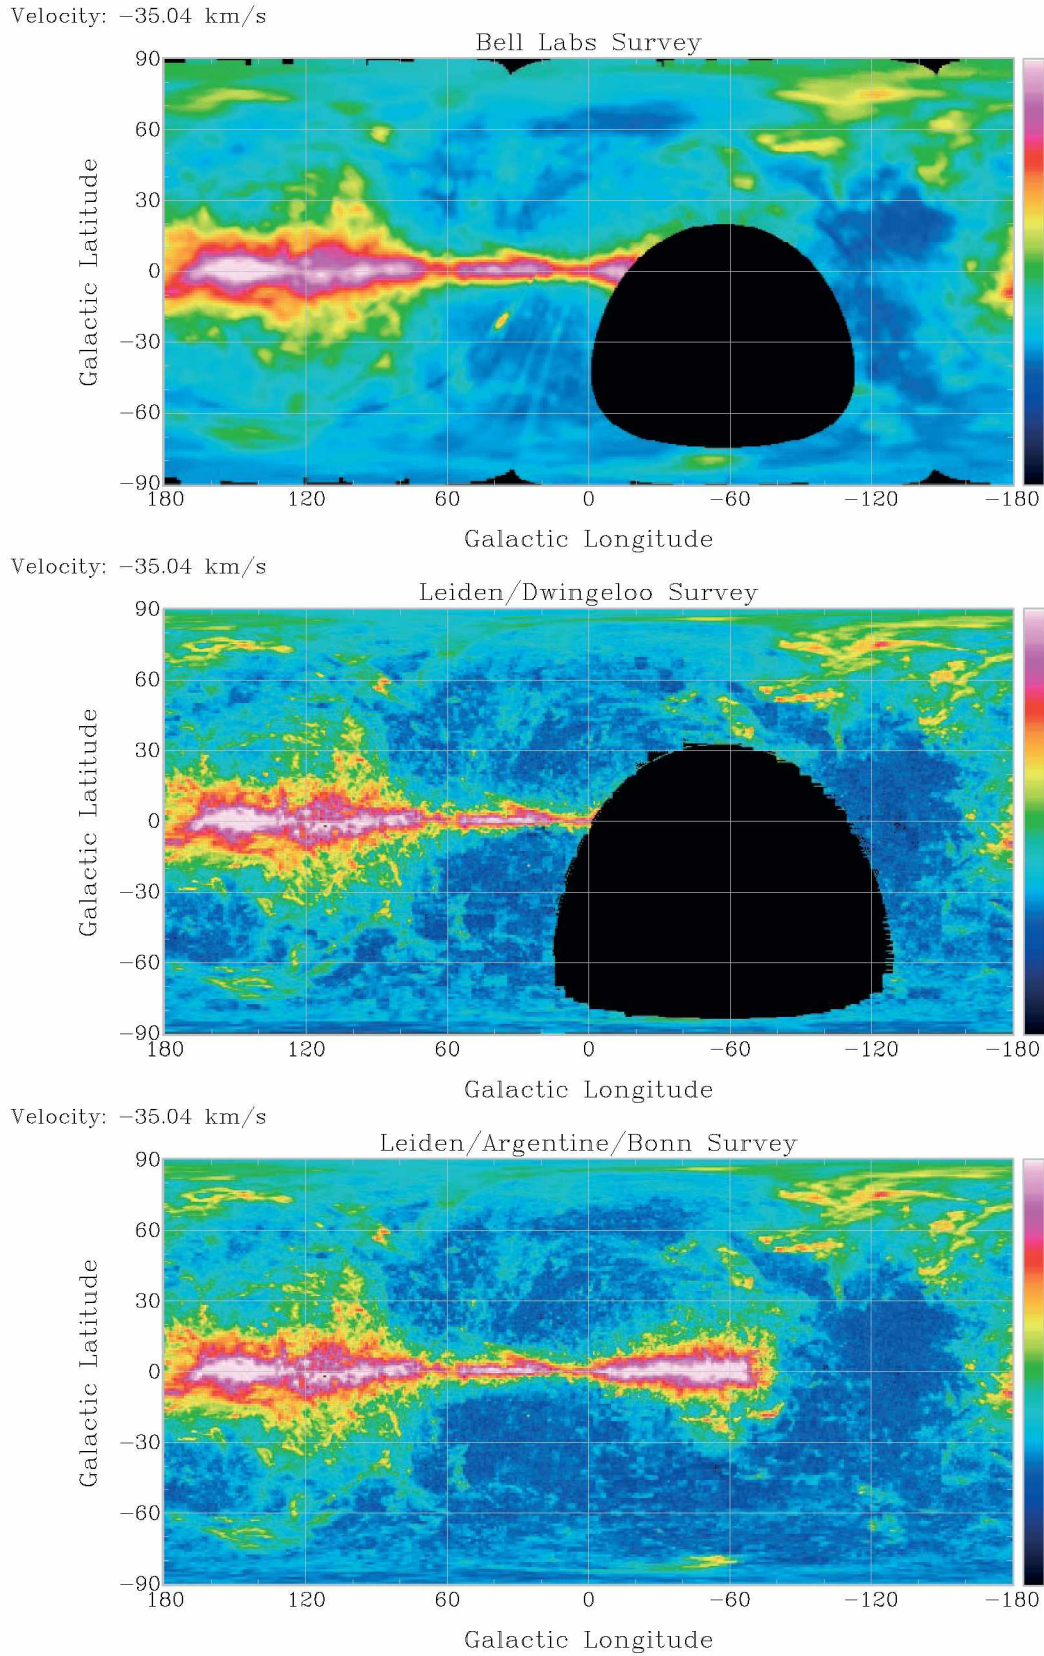 Velocity: −35.04 km/s
Bell Labs Survey
90
60
30
0
−30
−60
−90
Galactic Latitude
180 120 60 0 −60 −120 −180
Galactic Longitude
Velocity: −35.04 km/s
Leiden/Dwingeloo Survey
90
60
30
0
−30
−60
−90
Galactic Latitude
180 120 60 0 −60 −120 −180
Galactic Longitude
Velocity: −35.04 km/s
Leiden/Argentine/Bonn Survey
90
60
30
0
−30
−60
−90
Galactic Latitude
180 120 60 0 −60 −120 −180
Galactic Longitude